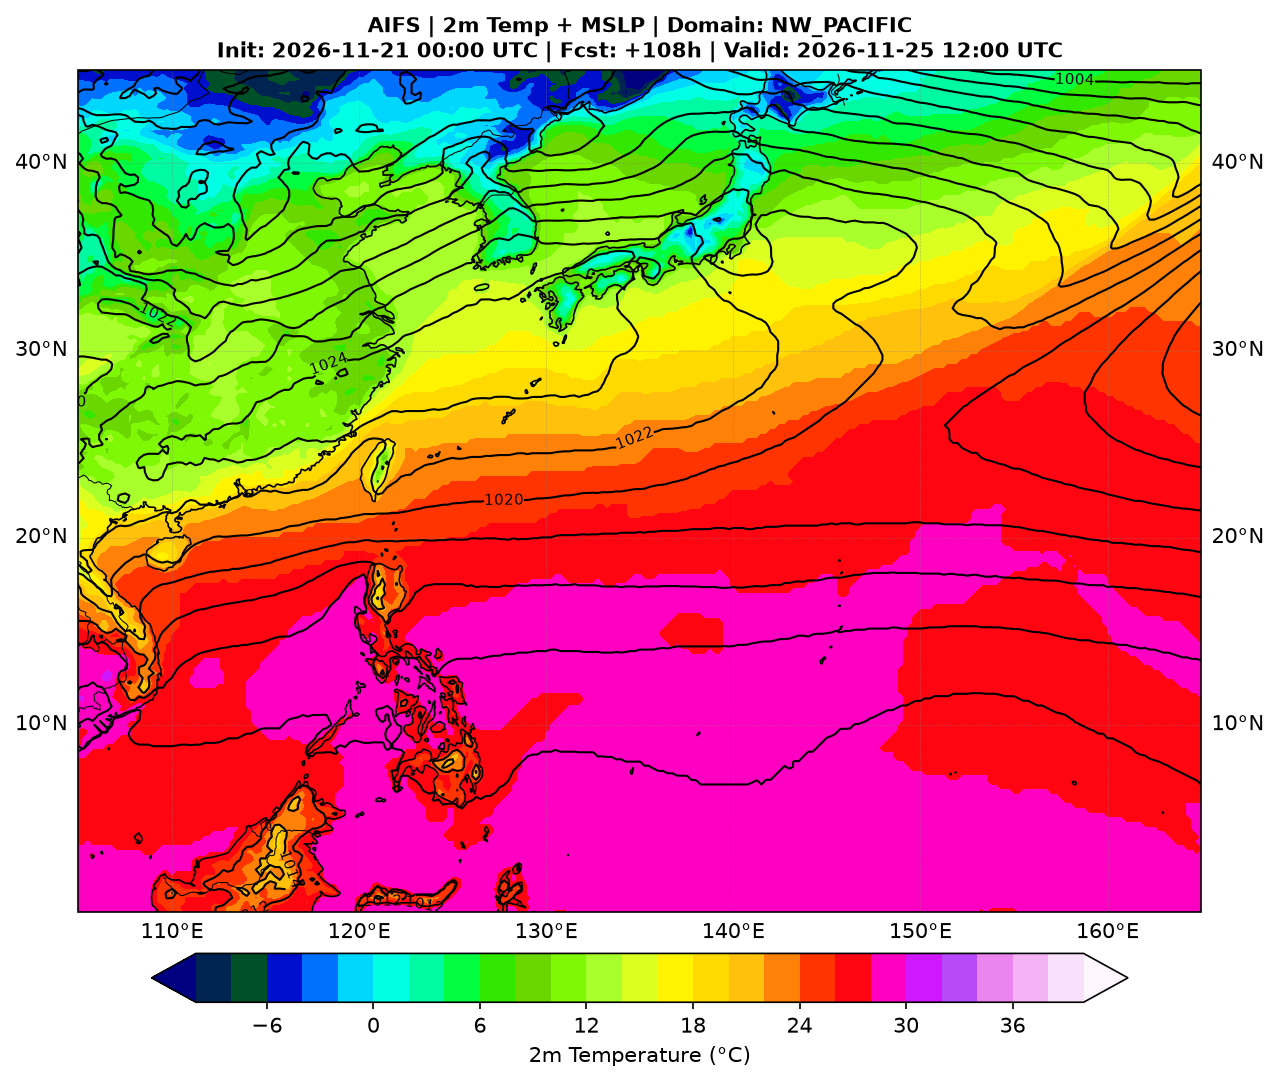 AIFS | 2m Temp + MSLP | Domain: NW_PACIFIC
Init: 2026-11-21 00:00 UTC | Fcst: +108h | Valid: 2026-11-25 12:00 UTC
1004
40°N
40°N
1022
1024
30°N
30°N
1022
1020
20°N
20°N
10°N
10°N
1012
110°E
120°E
130°E
140°E
150°E
160°E
−6
0
6
12
18
24
30
36
2m Temperature (°C)